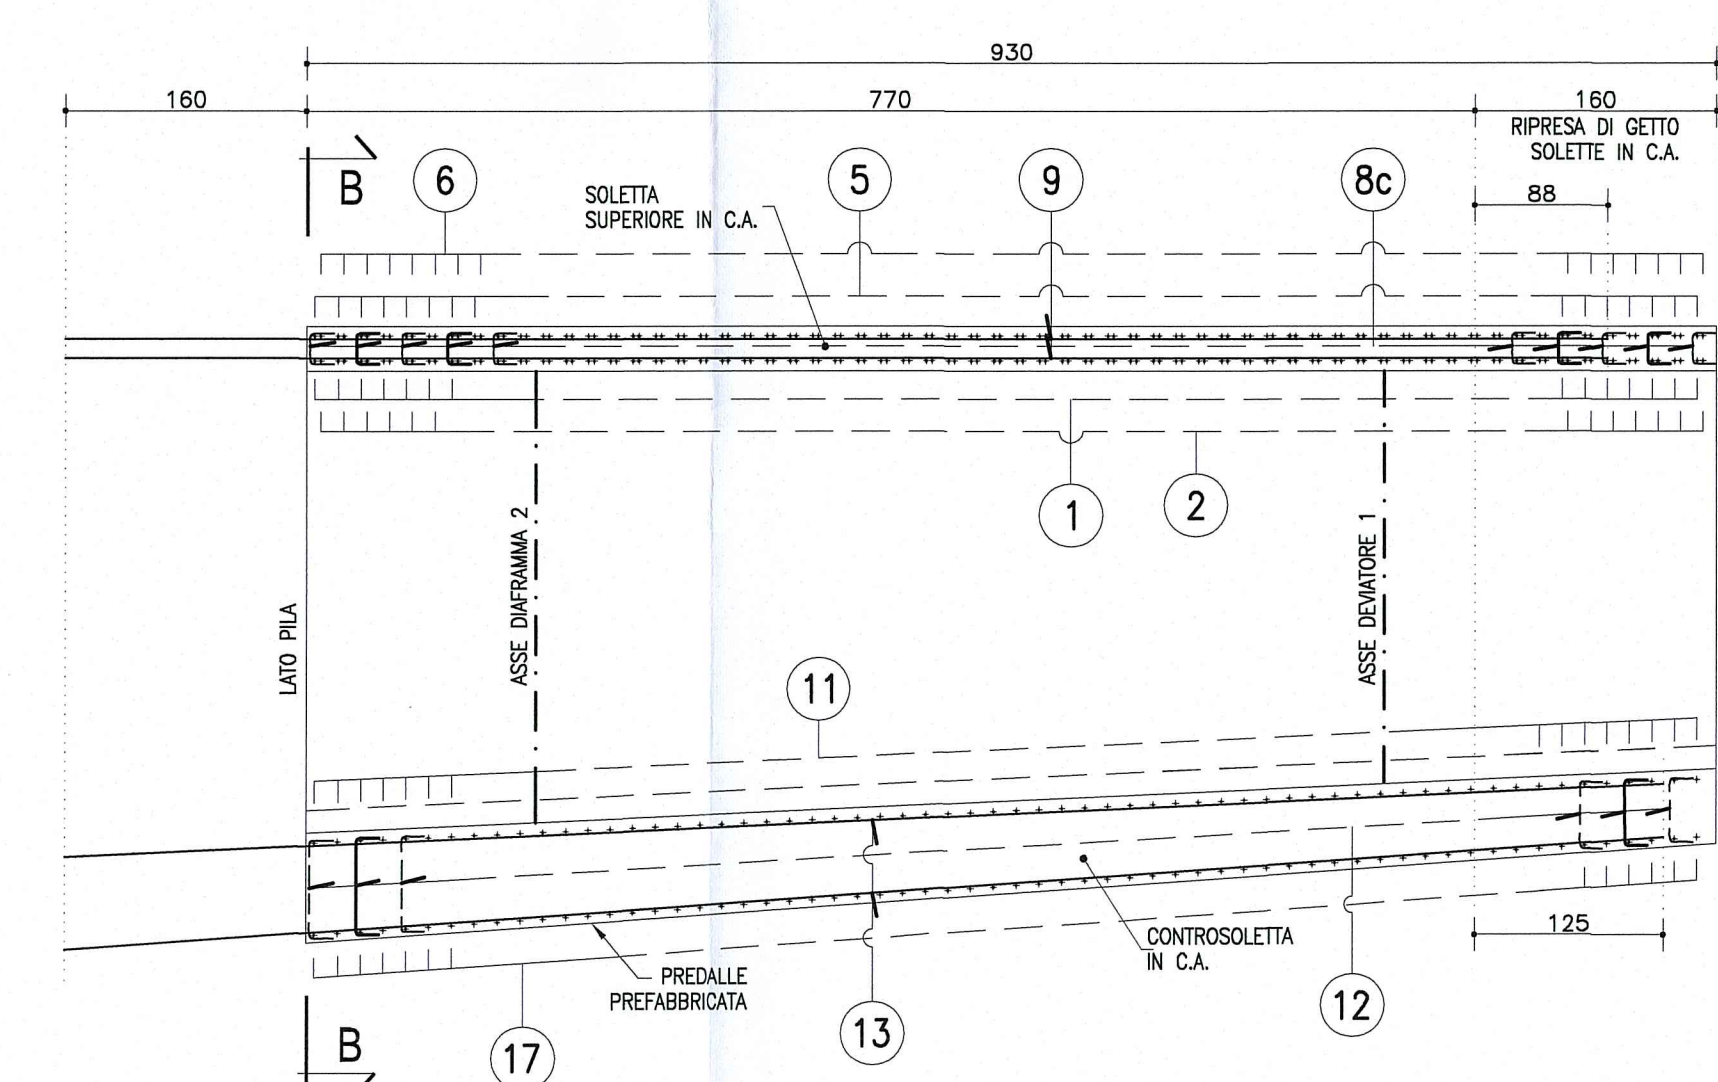 930
160
770
160
RIPRESA DI GETTO
SOLETTE IN C.A.
B
6
SOLETTA
SUPERIORE IN C.A.
5
9
8c
88
1
2
ASSE DIAFRAMMA 2
ASSE DEVIATORE 1
LATO PILA
11
125
CONTROSOLETTA
IN C.A.
PREDALLE
PREFABBRICATA
12
13
17
B